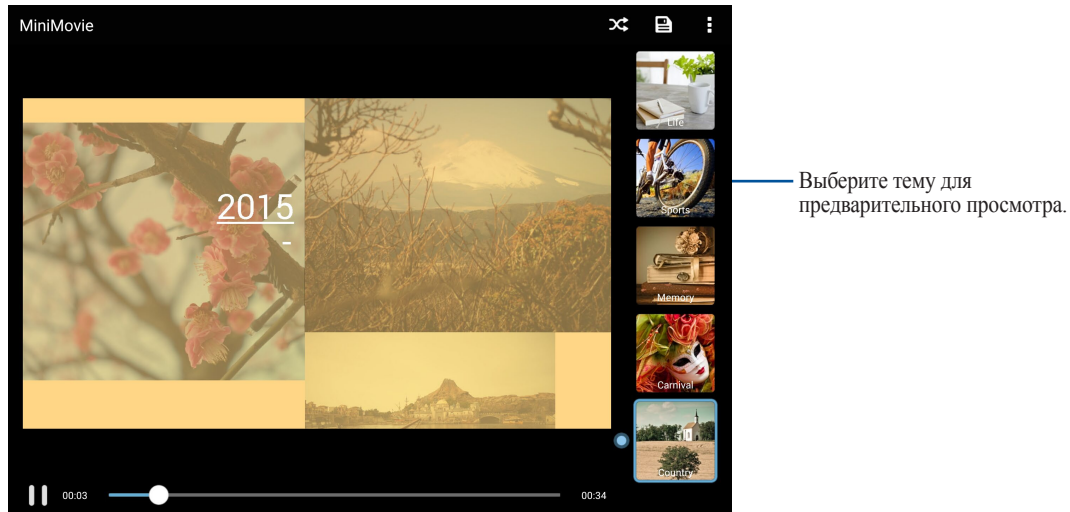 MiniMovie
2015
-
Life
Sports
Memory
Carnival
Country
00:03
00:34
Выберите тему для
предварительного просмотра.